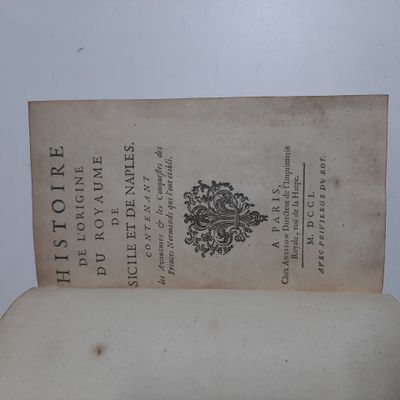 HISTOIRE
DE L'ORIGINE
DU ROYAUME
DE
SICILE ET DE NAPLES,
CONTENANT
les Avantures & les Conquestes des
Princes Normands qui l'ont établi.
A PARIS,
Chez ANISSON Directeur de l'Imprimerie
Royale, rue de la Harpe.
M. DCCI.
AVEC PRIVILEGE DU ROY.